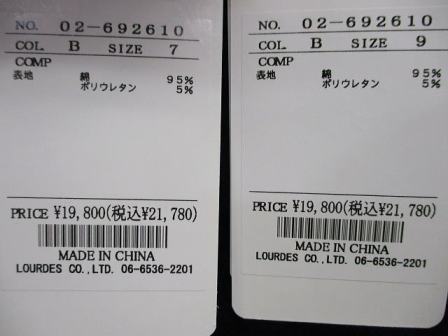 NO. 02-692610
COL. B SIZE 7
COMP
表地 綿 95%
ポリウレタン 5%
PRICE ¥19,800(税込¥21,780)
MADE IN CHINA
LOURDES CO.,LTD. 06-6536-2201
NO. 02-692610
COL. B SIZE 9
COMP
表地 綿 95%
ポリウレタン 5%
PRICE ¥19,800(税込¥21,780)
MADE IN CHINA
LOURDES CO.,LTD. 06-6536-2201